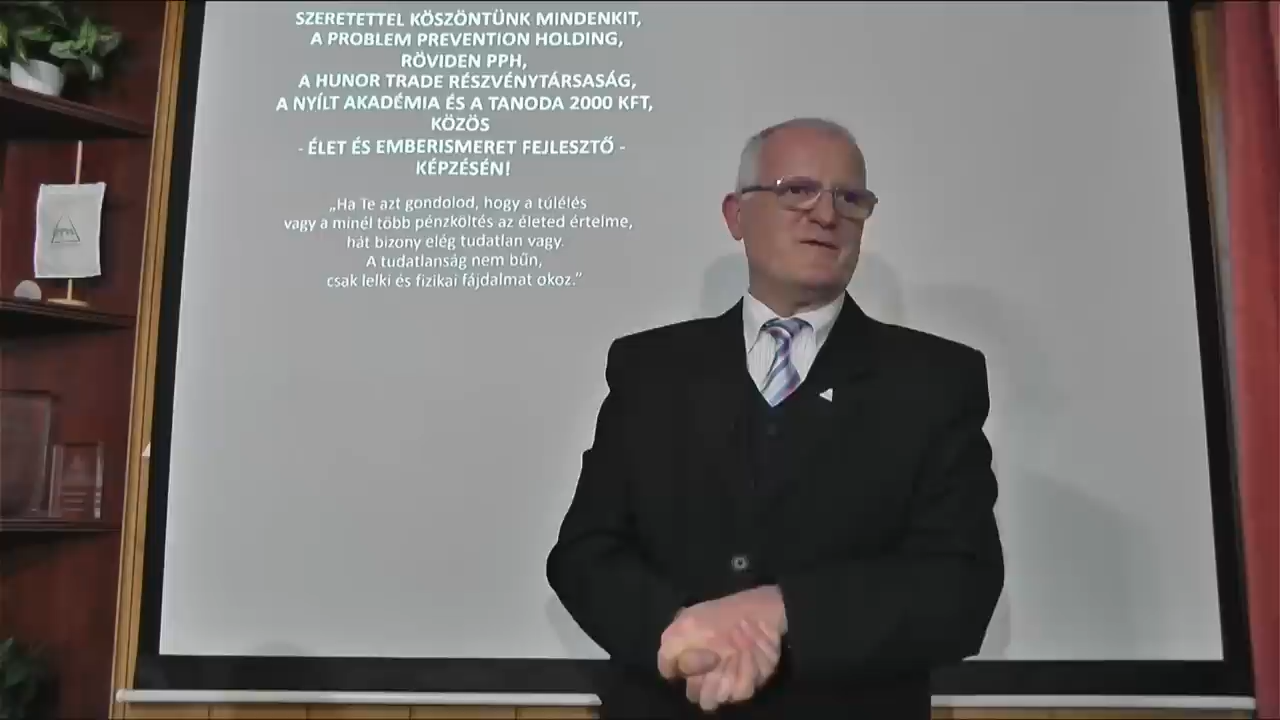 SZERETETTEL KÖSZÖNTÜNK MINDENKIT,
A PROBLEM PREVENTION HOLDING,
RÖVIDEN PPH,
A HUNOR TRADE RÉSZVÉNYTÁRSASÁG,
A NYÍLT AKADÉMIA ÉS A TANODA 2000 KFT,
KÖZÖS
- ÉLET ÉS EMBERISMERET FEJLESZTŐ -
KÉPZÉSÉN!
„Ha Te azt gondolod, hogy a túlélés
vagy a minél több pénzköltés az életed értelme,
hát bizony elég tudatlan vagy.
A tudatlanság nem bűn,
csak lelki és fizikai fájdalmat okoz.”